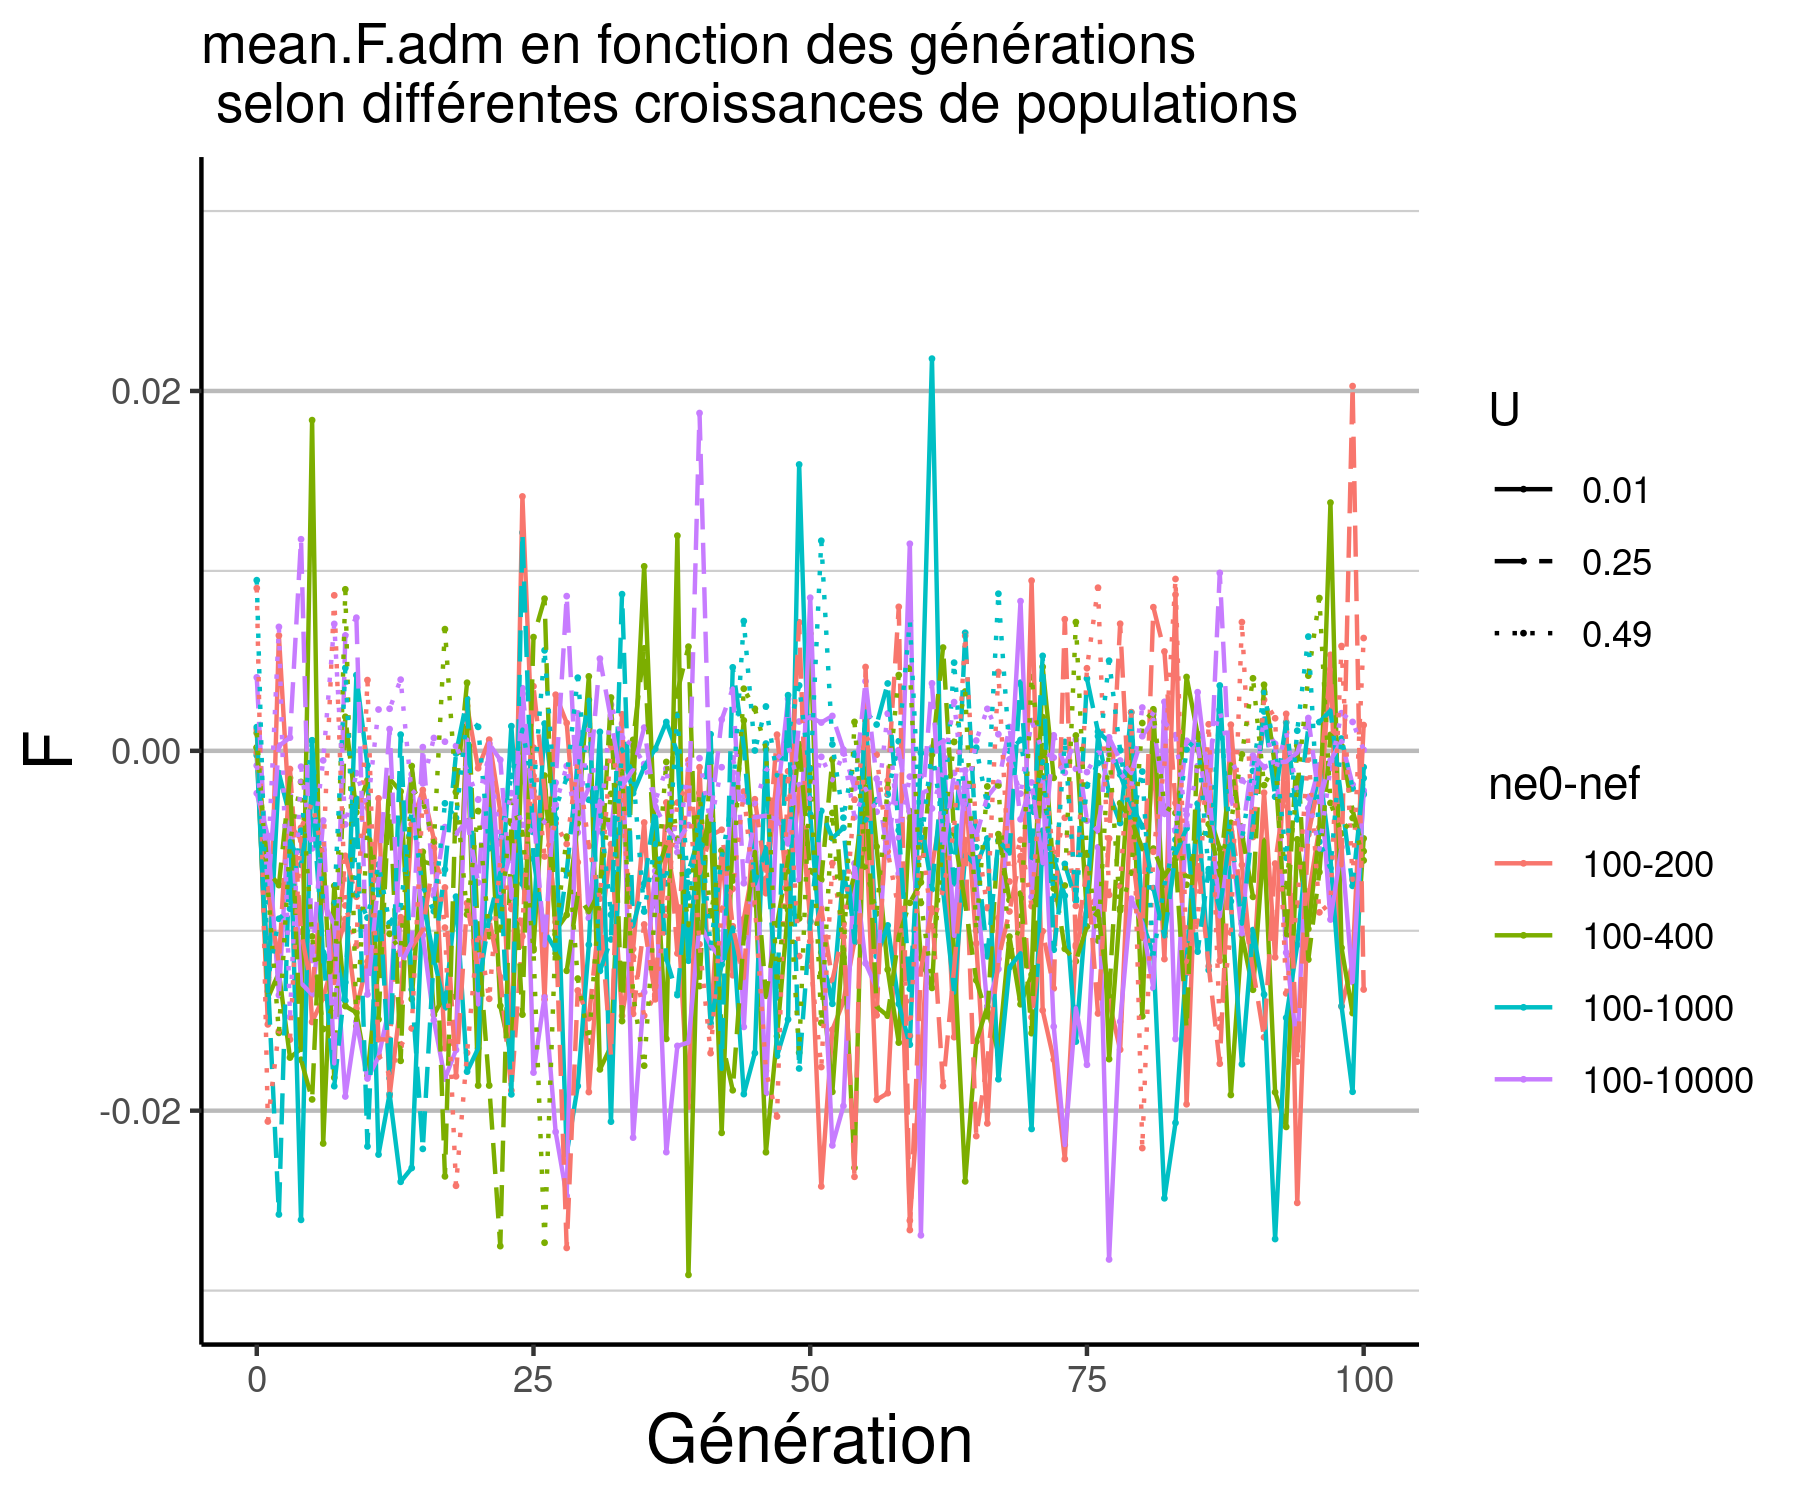 mean.F.adm en fonction des générations
selon différentes croissances de populations
F
0.02
0.00
-0.02
0
25
50
75
100
Génération
U
0.01
0.25
0.49
ne0-nef
100-200
100-400
100-1000
100-10000